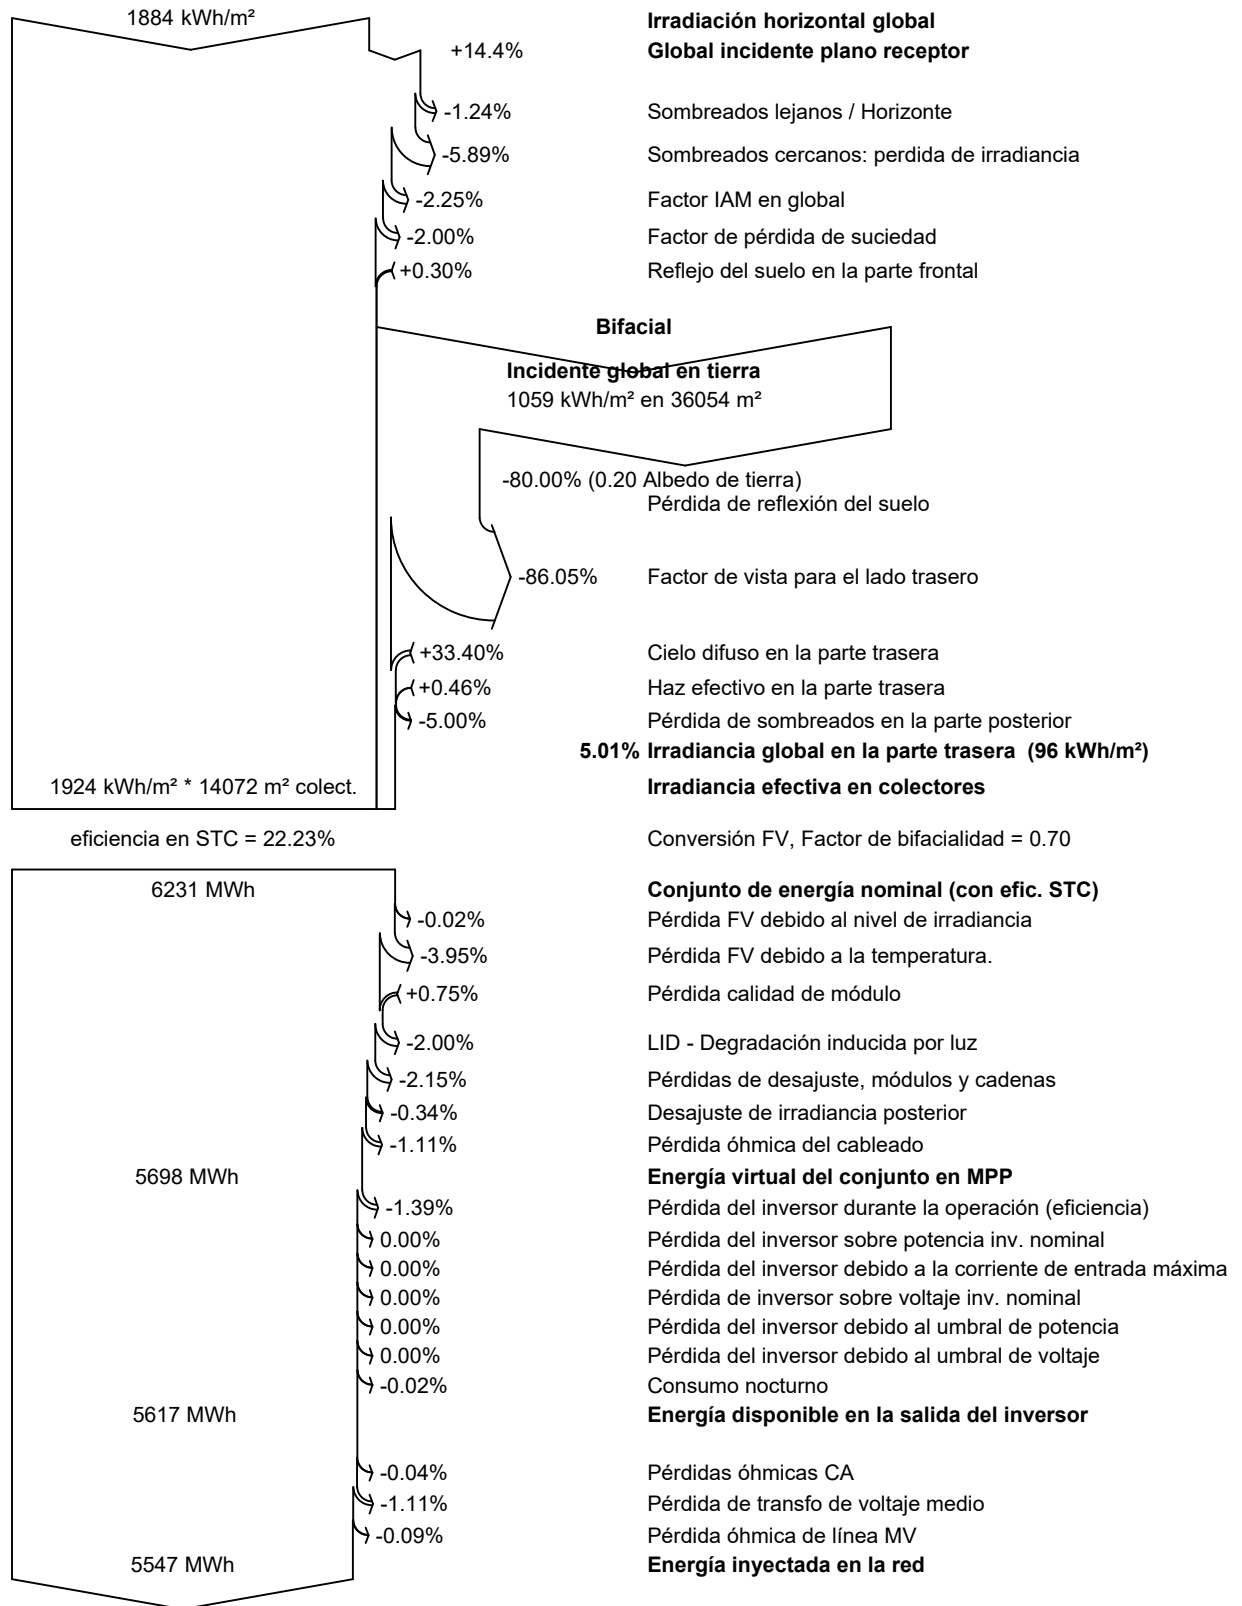 1884 kWh/m² Irradiación horizontal global
+14.4% Global incidente plano receptor
-1.24% Sombreados lejanos / Horizonte
-5.89% Sombreados cercanos: perdida de irradiancia
-2.25% Factor IAM en global
-2.00% Factor de pérdida de suciedad
+0.30% Reflejo del suelo en la parte frontal
Bifacial
Incidente global en tierra
1059 kWh/m² en 36054 m²
-80.00% (0.20 Albedo de tierra)
Pérdida de reflexión del suelo
-86.05% Factor de vista para el lado trasero
+33.40% Cielo difuso en la parte trasera
+0.46% Haz efectivo en la parte trasera
-5.00% Pérdida de sombreados en la parte posterior
5.01% Irradiancia global en la parte trasera (96 kWh/m²)
1924 kWh/m² * 14072 m² colect. Irradiancia efectiva en colectores
eficiencia en STC = 22.23% Conversión FV, Factor de bifacialidad = 0.70
6231 MWh Conjunto de energía nominal (con efic. STC)
-0.02% Pérdida FV debido al nivel de irradiancia
-3.95% Pérdida FV debido a la temperatura.
+0.75% Pérdida calidad de módulo
-2.00% LID - Degradación inducida por luz
-2.15% Pérdidas de desajuste, módulos y cadenas
-0.34% Desajuste de irradiancia posterior
-1.11% Pérdida óhmica del cableado
5698 MWh Energía virtual del conjunto en MPP
-1.39% Pérdida del inversor durante la operación (eficiencia)
0.00% Pérdida del inversor sobre potencia inv. nominal
0.00% Pérdida del inversor debido a la corriente de entrada máxima
0.00% Pérdida de inversor sobre voltaje inv. nominal
0.00% Pérdida del inversor debido al umbral de potencia
0.00% Pérdida del inversor debido al umbral de voltaje
-0.02% Consumo nocturno
5617 MWh Energía disponible en la salida del inversor
-0.04% Pérdidas óhmicas CA
-1.11% Pérdida de transfo de voltaje medio
-0.09% Pérdida óhmica de línea MV
5547 MWh Energía inyectada en la red